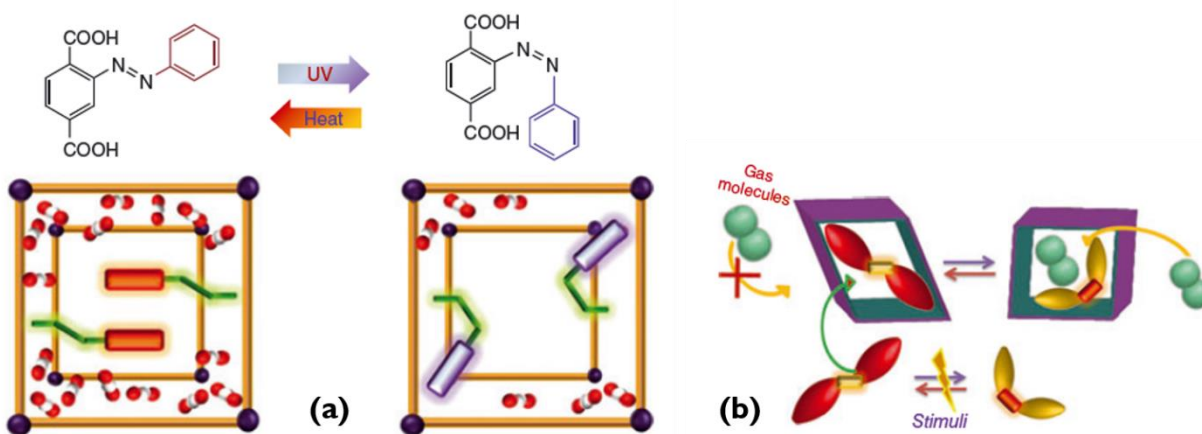 COOH
N
N
COOH
UV
Heat
COOH
N
N
COOH
Gas
molecules
(a)
(b)
Stimuli